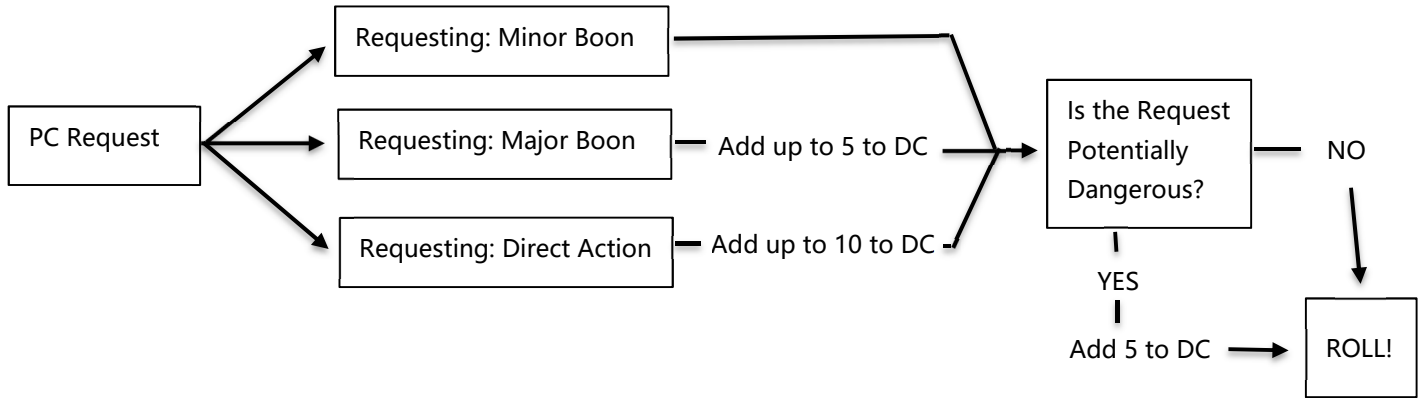 PC Request
Requesting: Minor Boon
Requesting: Major Boon
Add up to 5 to DC
Requesting: Direct Action
Add up to 10 to DC
Is the Request
Potentially
Dangerous?
NO
YES
Add 5 to DC
ROLL!